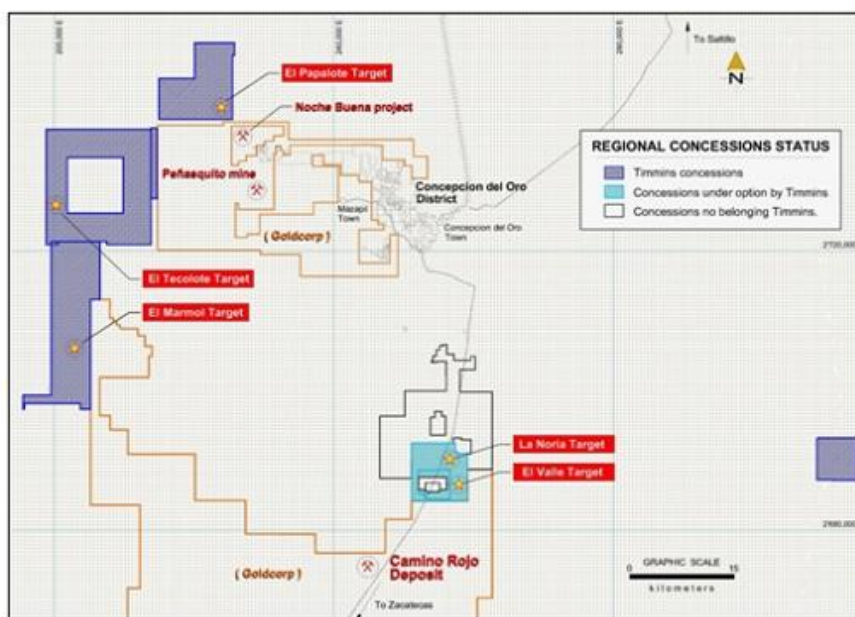 To Saltillo
N
El Papalote Target
Noche Buena project
REGIONAL CONCESSIONS STATUS
Timmins concessions
Concessions under option by Timmins
Concessions no belonging Timmins.
Peñasquito mine
Concepcion del Oro
District
Mazapil
Town
Concepcion del Oro
Town
( Goldcorp )
El Tecolote Target
El Marmol Target
La Noria Target
El Valle Target
( Goldcorp )
Camino Rojo
Deposit
GRAPHIC SCALE
0
15
kilometers
To Zacatecas